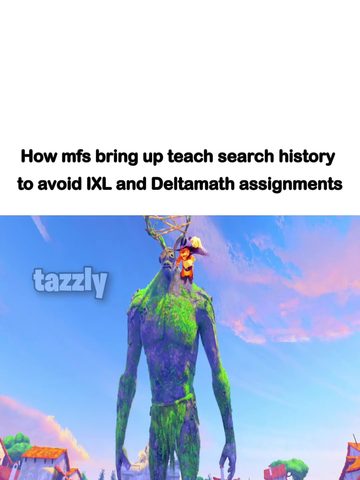 How mfs bring up teach search history
to avoid IXL and Deltamath assignments
tazzly